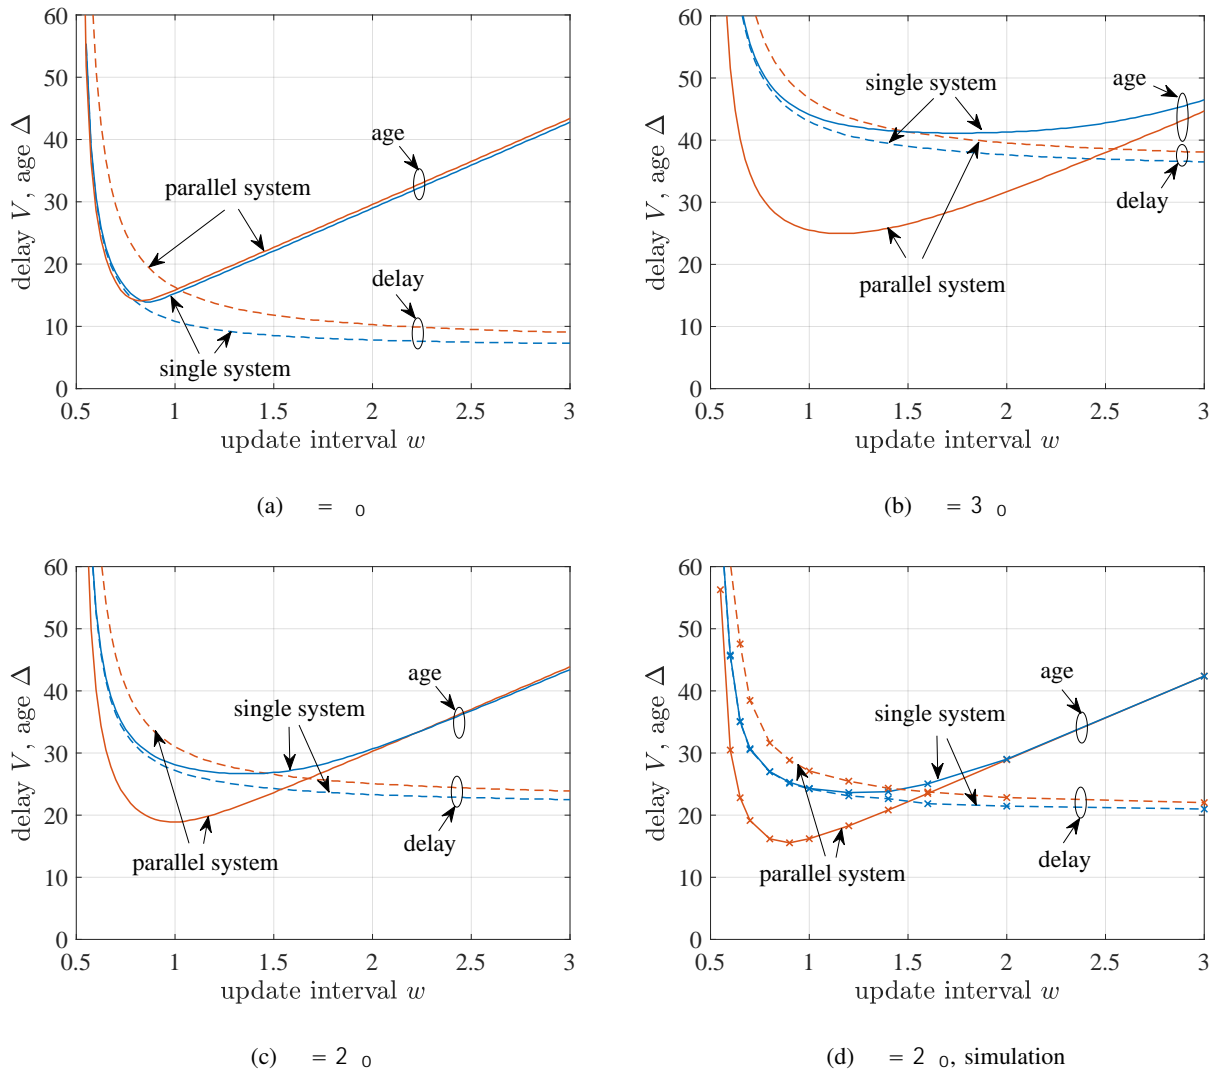 60
50
40
30
20
10
0
0.5 1 1.5 2 2.5 3
delay V, age Δ
update interval w
age
parallel system
delay
single system
(a) = 0
60
50
40
30
20
10
0
0.5 1 1.5 2 2.5 3
delay V, age Δ
update interval w
age
single system
delay
parallel system
(b) = 3 0
60
50
40
30
20
10
0
0.5 1 1.5 2 2.5 3
delay V, age Δ
update interval w
age
single system
delay
parallel system
(c) = 2 0
60
50
40
30
20
10
0
0.5 1 1.5 2 2.5 3
delay V, age Δ
update interval w
age
single system
delay
parallel system
(d) = 2 0, simulation